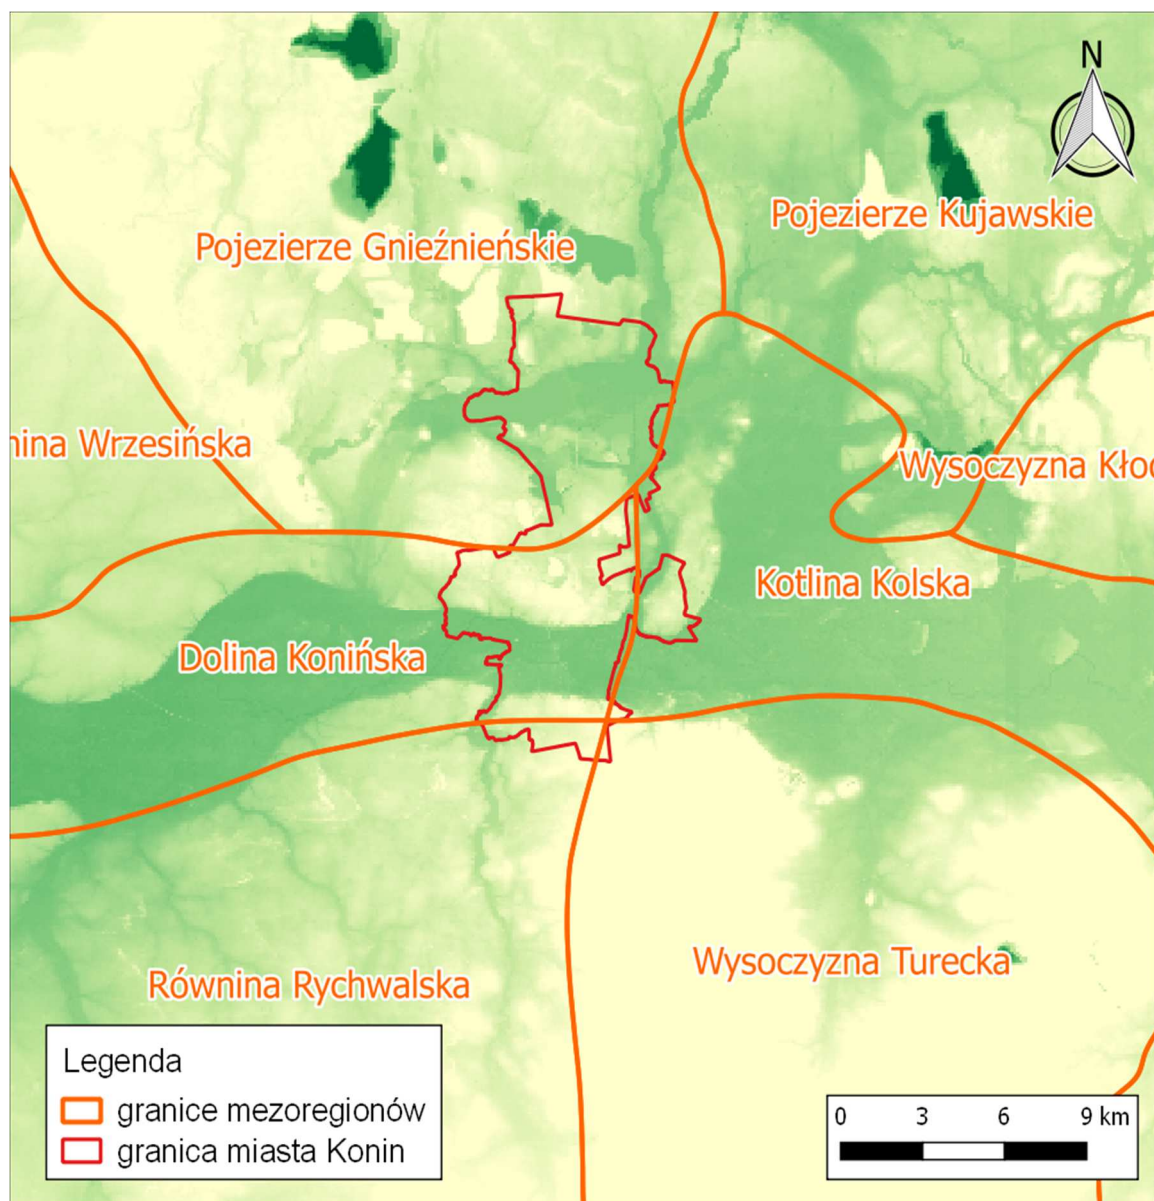 N
Pojezierze Kujawskie
Pojezierze Gnieźnieńskie
nina Wrzesińska
Wysoczyzna Kłoc
Kotlina Kolska
Dolina Konińska
Wysoczyzna Turecka
Równina Rychwalska
Legenda
granice mezoregionów
granica miasta Konin
0 3 6 9 km